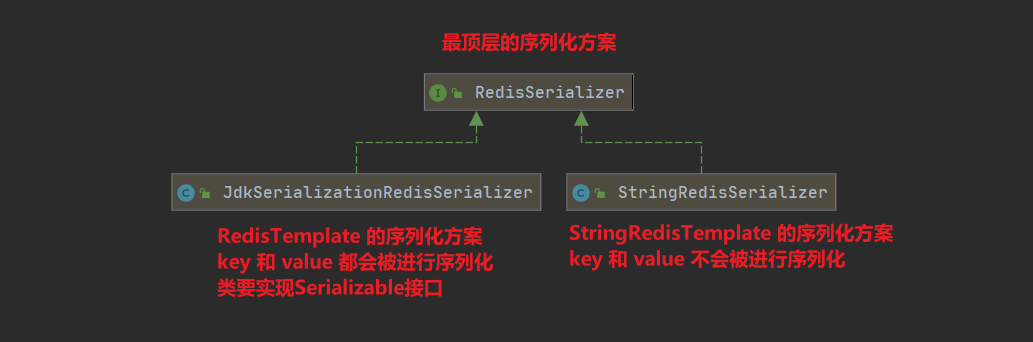 最顶层的序列化方案
RedisSerializer
JdkSerializationRedisSerializer
StringRedisSerializer
RedisTemplate 的序列化方案
key 和 value 都会被进行序列化
类要实现Serializable接口
StringRedisTemplate 的序列化方案
key 和 value 不会被进行序列化